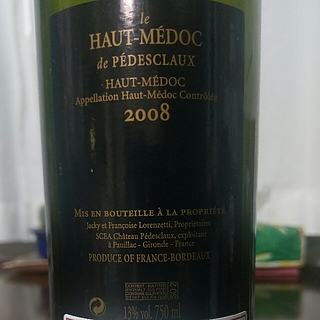 le
HAUT-MÉDOC
de PÉDESCLAUX
HAUT-MÉDOC
Appellation Haut-Médoc Contrôlée
2008
MIS EN BOUTEILLE À LA PROPRIÉTÉ
Jacky et Françoise Lorenzetti, Propriétaires
SCEA Château Pédesclaux, exploitant
à Pauillac - Gironde - France
PRODUCE OF FRANCE-BORDEAUX
13% vol. 750 ml